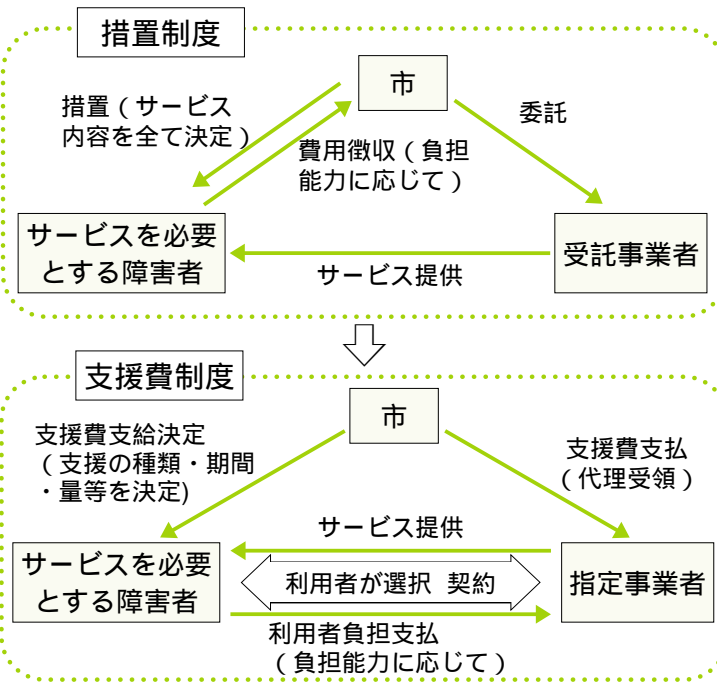 措置制度
市
措置（サービス
内容を全て決定）
委託
費用徴収（負担
能力に応じて）
サービスを必要
とする障害者
受託事業者
サービス提供
支援費制度
市
支援費支給決定
（支援の種類・期間
・量等を決定)
支援費支払
（代理受領）
サービス提供
サービスを必要
とする障害者
利用者が選択 契約
指定事業者
利用者負担支払
（負担能力に応じて）